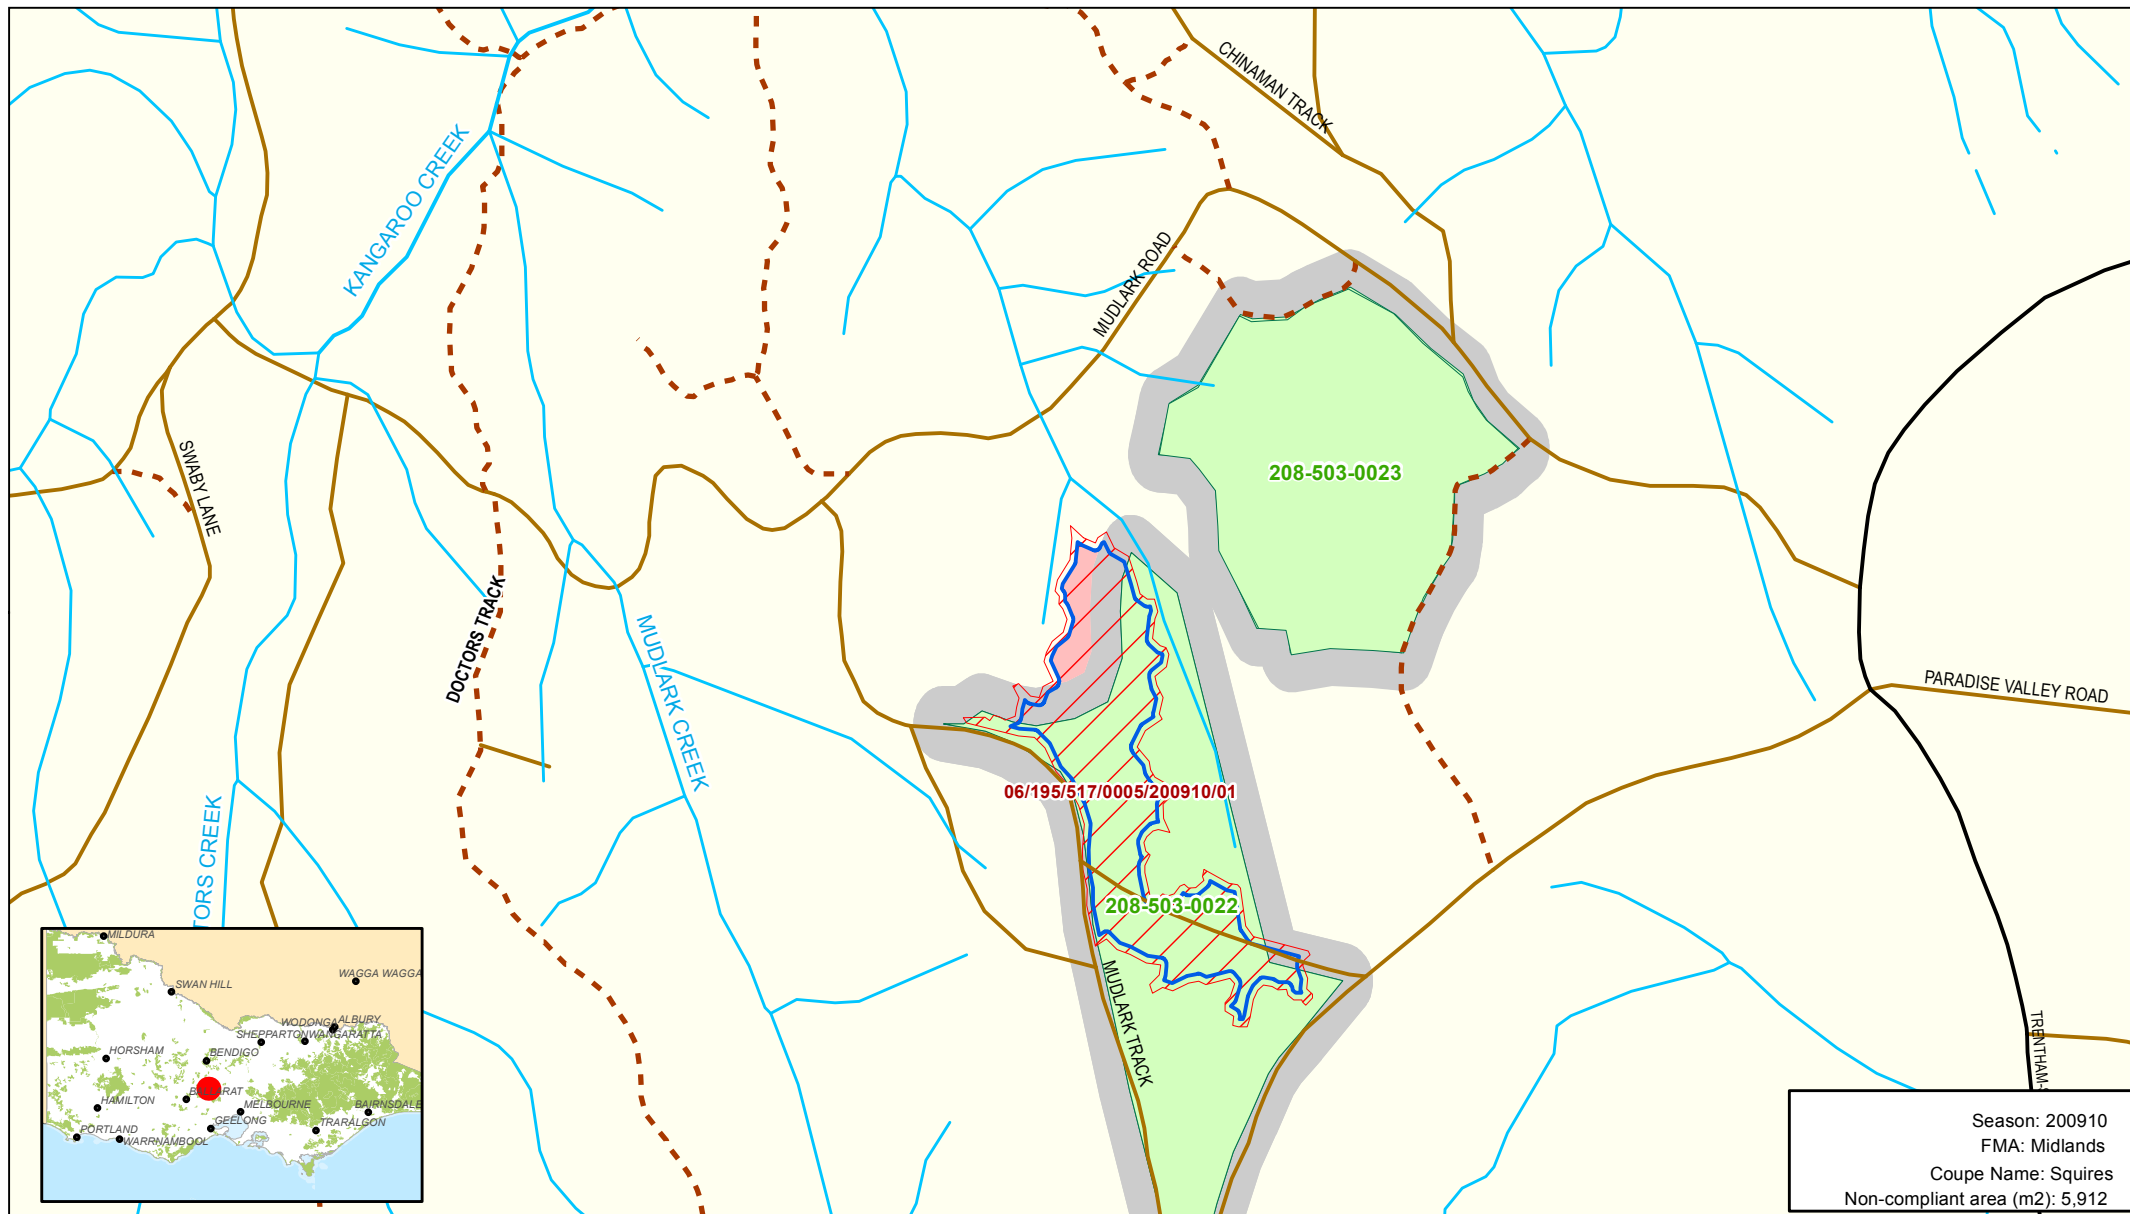 CHINAMAN TRACK
KANGAROO CREEK
MUDLARK ROAD
SWABY LANE
208-503-0023
DOCTORS TRACK
MUDLARK CREEK
PARADISE VALLEY ROAD
06/195/517/0005/200910/01
TORS CREEK
208-503-0022
MUDLARK TRACK
TRENTHAM-
MILDURA
WAGGA WAGGA
SWAN HILL
WODONGA
ALBURY
SHEPPARTON
WANGARATTA
HORSHAM
BENDIGO
BALLARAT
HAMILTON
MELBOURNE
BAIRNSDALE
GEELONG
TRARALGON
PORTLAND
WARRNAMBOOL
Season: 200910
FMA: Midlands
Coupe Name: Squires
Non-compliant area (m2): 5,912